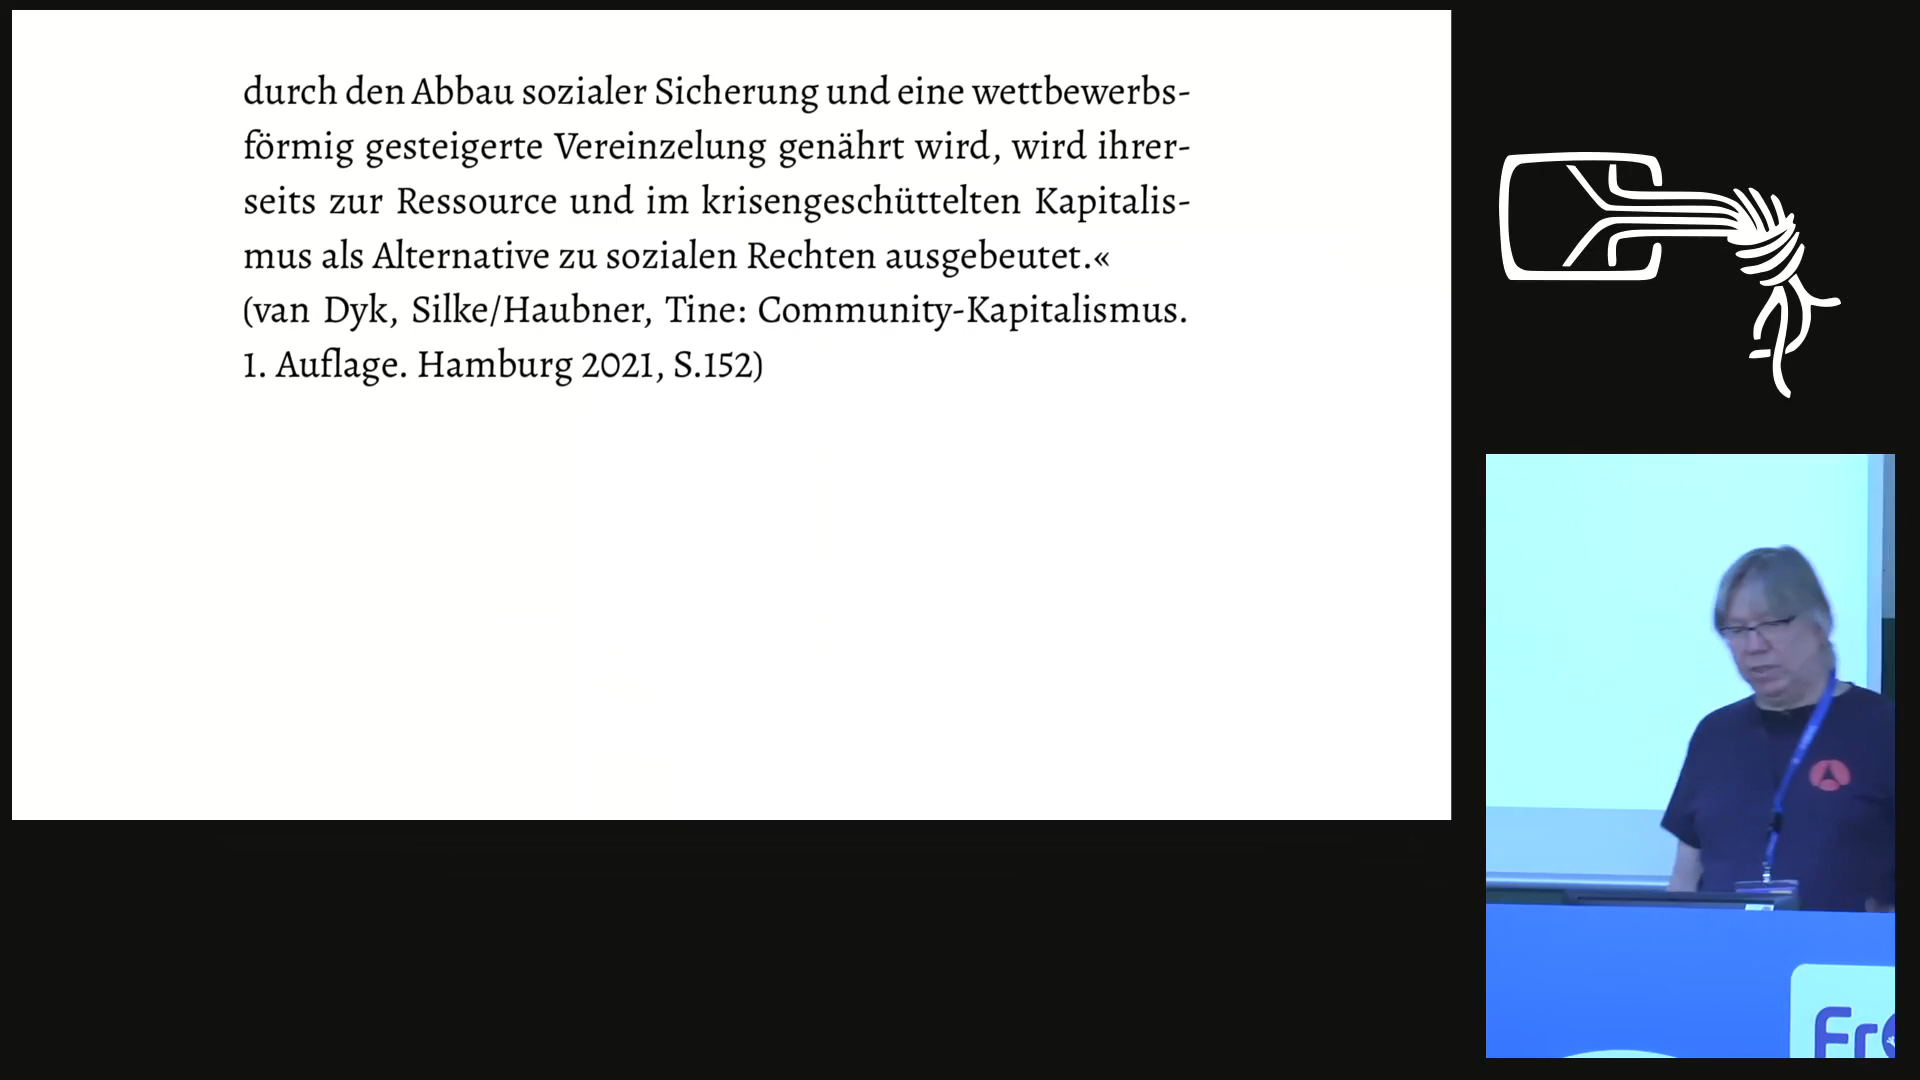 durch den Abbau sozialer Sicherung und eine wettbewerbs-
förmig gesteigerte Vereinzelung genährt wird, wird ihrer-
seits zur Ressource und im krisengeschüttelten Kapitalis-
mus als Alternative zu sozialen Rechten ausgebeutet.«
(van Dyk, Silke/Haubner, Tine: Community-Kapitalismus.
1. Auflage. Hamburg 2021, S.152)